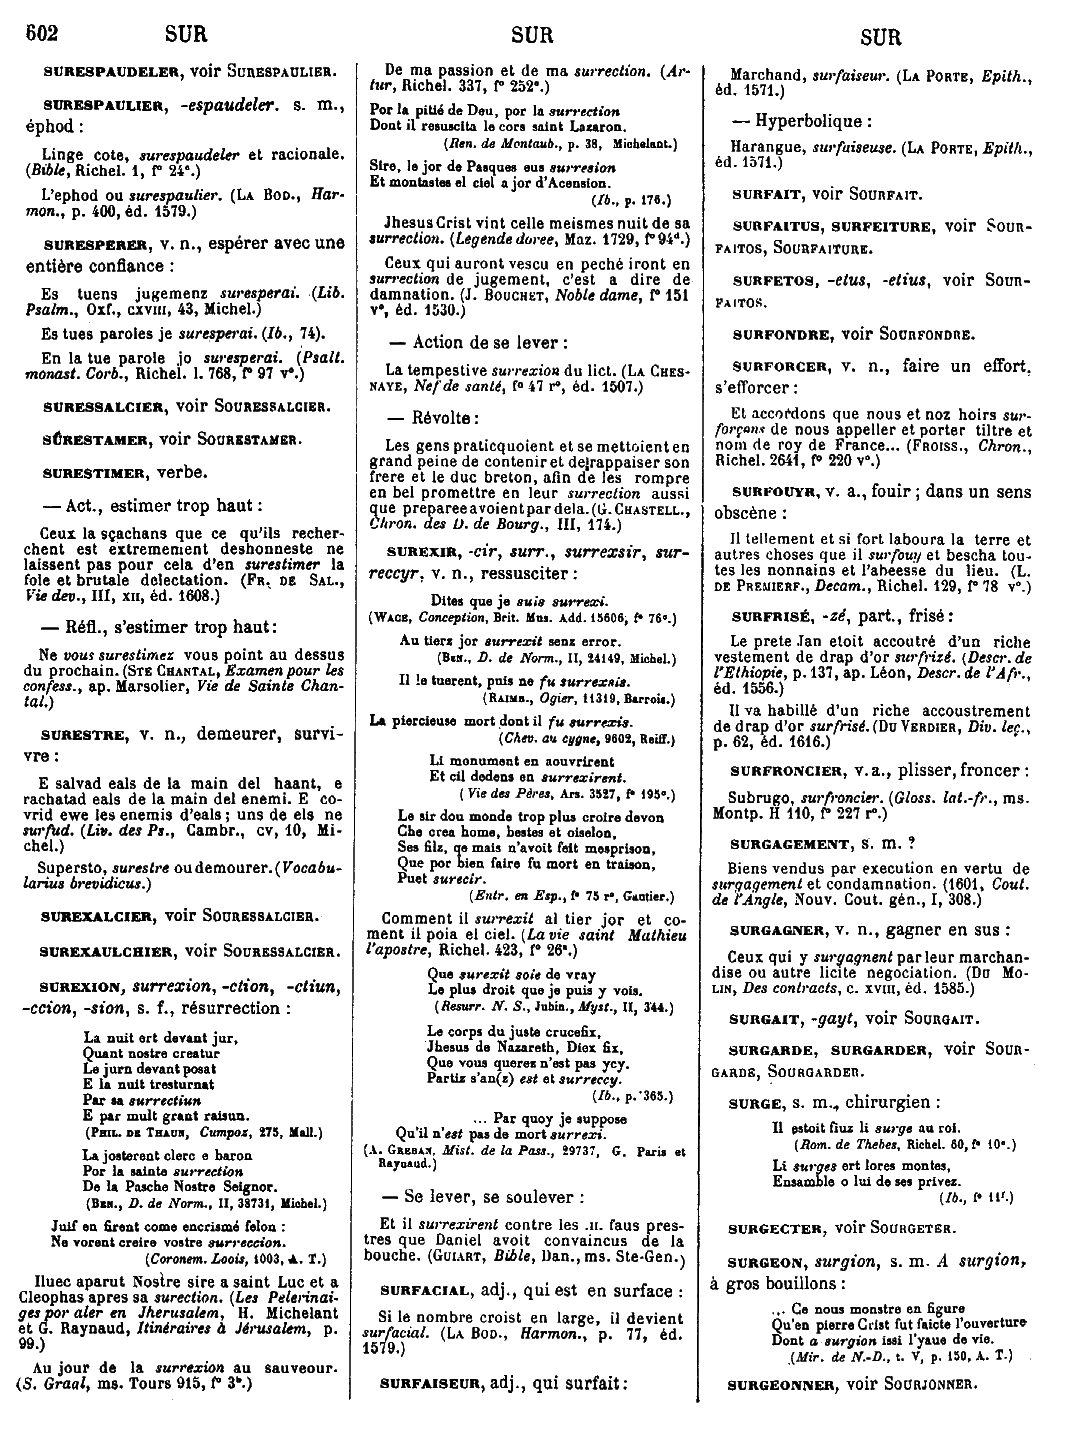 602 SUR SUR SUR
SURESPAUDELER, voir SURESPAULIER.
SURESPAULIER, -espaudeler. s. m.,
éphod :
Linge cote, surespaudeler et racionale.
(Bible, Richel. 1, f° 24ᵃ.)
L'ephod ou surespaulier. (LA BOD., Har-
mon., p. 400, éd. 1579.)
SURESPERER, v. n., espérer avec une
entière confiance :
Es tuens jugemenz suresperai. (Lib.
Psalm., Oxf., CXVIII, 43, Michel.)
Es tues paroles je suresperai. (Ib., 74).
En la tue parole jo suresperai. (Psalt.
monast. Corb., Richel. l. 768, f° 97 v°.)
SURESSALCIER, voir SOURESSALCIER.
SURESTAMER, voir SOURESTAMER.
SURESTIMER, verbe.
— Act., estimer trop haut :
Ceux la sçachans que ce qu'ils recher-
chent est extremement deshonneste ne
laissent pas pour cela d'en surestimer la
fole et brutale delectation. (FR. DE SAL.,
Vie dev., III, XII, éd. 1608.)
— Réfl., s'estimer trop haut :
Ne vous surestimez vous point au dessus
du prochain. (STE CHANTAL, Examen pour les
confess., ap. Marsolier, Vie de Sainte Chan-
tal.)
SURESTRE, v. n., demeurer, survi-
vre :
E salvad eals de la main del haant, e
rachatad eals de la main del enemi. E co-
vrid ewe les enemis d'eals ; uns de els ne
surfud. (Liv. des Ps., Cambr., CV, 10, Mi-
chel.)
Supersto, surestre ou demourer. (Vocabu-
larius brevidicus.)
SUREXALCIER, voir SOURESSALCIER.
SUREXAULCHIER, voir SOURESSALCIER.
SUREXION, surrexion, -ction, -ctiun,
-ccion, -sion, s. f., résurrection :
La nuit ert devant jur,
Quant nostre creatur
Le jurn devant posat
E la nuit tresturnat
Par sa surrectiun
E par mult grant raisun.
(PHIL. DE THAUN, Cumpoz, 275, Mall.)
La josterent clerc e baron
Por la sainte surrection
De la Pasche Nostre Seignor.
(BEN., D. de Norm., II, 38731, Michel.)
Juif en firent come encrismé felon :
Ne vorent creire vostre surreccion.
(Coronem. Loois, 1003, A. T.)
Iluec aparut Nostre sire a saint Luc et a
Cleophas apres sa surection. (Les Pelerinai-
ges por aler en Jherusalem, H. Michelant
et G. Raynaud, Itinéraires à Jérusalem, p.
99.)
Au jour de la surrexion au sauveour.
(S. Graal, ms. Tours 915, f° 3ᵇ.)
De ma passion et de ma surrection. (Ar-
tur, Richel. 337, f° 252ᶜ.)
Por la pitié de Deu, por la surrection
Dont il resuscita le cors saint Lazaron.
(Ren. de Montaub., p. 38, Michelant.)
Sire, le jor de Pasques eus surresion
Et montastes el ciel a jor d'Acension.
(Ib., p. 176.)
Jhesus Crist vint celle meismes nuit de sa
surrection. (Legende doree, Maz. 1729, f° 94ᵈ.)
Ceux qui auront vescu en peché iront en
surrection de jugement, c'est a dire de
damnation. (J. BOUCHET, Noble dame, f° 151
v°, éd. 1530.)
— Action de se lever :
La tempestive surrexion du lict. (LA CHES-
NAYE, Nef de santé, f° 47 r°, éd. 1507.)
— Révolte :
Les gens praticquoient et se mettoient en
grand peine de contenir et de rappaiser son
frere et le duc breton, afin de les rompre
en bel promettre en leur surrection aussi
que preparee avoient par dela. (G. CHASTELL.,
Chron. des D. de Bourg., III, 174.)
SUREXIR, -cir, surr., surrexsir, sur-
reccyr, v. n., ressusciter :
Dites que je suis surrexi.
(WACE, Conception, Brit. Mus. Add. 15606, f° 76ᶜ.)
Au tierz jor surrexit senz error.
(BEN., D. de Norm., II, 24149, Michel.)
Il le tuerent, puis ne fu surrexsis.
(RAIMB., Ogier, 11319, Barrois.)
La piercieuse mort dont il fu surrexis.
(Chev. au cygne, 9602, Reiff.)
Li monument en aouvrirent
Et cil dedens en surrexirent.
(Vie des Pères, Ars. 3527, f° 195ᶜ.)
Le sir dou monde trop plus croire devon
Che crea home, bestes et oiselon,
Ses filz, qe mais n'avoit feit mesprison,
Que por bien faire fu mort en traison,
Puet surecir.
(Entr. en Esp., f° 75 r°, Gautier.)
Comment il surrexit al tier jor et co-
ment il poia el ciel. (La vie saint Mathieu
l'apostre, Richel. 423, f° 26ᵃ.)
Que surexit soie de vray
Le plus droit que je puis y vois.
(Resurr. N. S., Jubin., Myst., II, 344.)
Le corps du juste crucefix,
Jhesus de Nazareth, Diex fix,
Que vous querez n'est pas ycy.
Partiz s'an(z) est et surreccy.
(Ib., p. 365.)
... Par quoy je suppose
Qu'il n'est pas de mort surrexi.
(A. GREBAN, Mist. de la Pass., 29737, G. Paris et
Raynaud.)
— Se lever, se soulever :
Et il surrexirent contre les .II. faus pres-
tres que Daniel avoit convaincus de la
bouche. (GUIART, Bible, Dan., ms. Ste-Gen.)
SURFACIAL, adj., qui est en surface :
Si le nombre croist en large, il devient
surfacial. (LA BOD., Harmon., p. 77, éd.
1579.)
SURFAISEUR, adj., qui surfait :
Marchand, surfaiseur. (LA PORTE, Epith.,
éd. 1571.)
— Hyperbolique :
Harangue, surfaiseuse. (LA PORTE, Epith.,
éd. 1571.)
SURFAIT, voir SOURFAIT.
SURFAITUS, SURFEITURE, voir SOUR-
FAITOS, SOURFAITURE.
SURFETOS, -etus, -etius, voir SOUR-
FAITOS.
SURFONDRE, voir SOURFONDRE.
SURFORCER, v. n., faire un effort,
s'efforcer :
Et accordons que nous et noz hoirs sur-
forçans de nous appeller et porter tiltre et
nom de roy de France... (FROISS., Chron.,
Richel. 2641, f° 220 v°.)
SURFOUYR, v. a., fouir ; dans un sens
obscène :
Il tellement et si fort laboura la terre et
autres choses que il surfouy et bescha tou-
tes les nonnains et l'abeesse du lieu. (L.
DE PREMIERF., Decam., Richel. 129, f° 78 v°.)
SURFRISÉ, -zé, part., frisé :
Le prete Jan etoit accoutré d'un riche
vestement de drap d'or surfrizé. (Descr. de
l'Ethiopie, p. 137, ap. Léon, Descr. de l'Afr.,
éd. 1556.)
Il va habillé d'un riche accoustrement
de drap d'or surfrisé. (DU VERDIER, Div. leç.,
p. 62, éd. 1616.)
SURFRONCIER, v. a., plisser, froncer :
Subrugo, surfroncier. (Gloss. lat.-fr., ms.
Montp. H 110, f° 227 r°.)
SURGAGEMENT, s. m. ?
Biens vendus par execution en vertu de
surgagement et condamnation. (1601, Cout.
de l'Angle, Nouv. Cout. gén., I, 308.)
SURGAGNER, v. n., gagner en sus :
Ceux qui y surgagnent par leur marchan-
dise ou autre licite negociation. (DU MO-
LIN, Des contracts, c. XVIII, éd. 1585.)
SURGAIT, -gayt, voir SOURGAIT.
SURGARDE, SURGARDER, voir SOUR-
GARDE, SOURGARDER.
SURGE, s. m., chirurgien :
Il estoit fiuz li surge au roi.
(Rom. de Thebes, Richel. 60, f° 10ᵃ.)
Li surges ert lores montes,
Ensamble o lui de ses privez.
(Ib., f° 11ᶠ.)
SURGECTER, voir SOURGETER.
SURGEON, surgion, s. m. A surgion,
à gros bouillons :
... Ce nous monstre en figure
Qu'en pierre Crist fut faicte l'ouverture
Dont a surgion issi l'yaue de vie.
(Mir. de N.-D., t. V, p. 150, A. T.)
SURGEONNER, voir SOURJONNER.